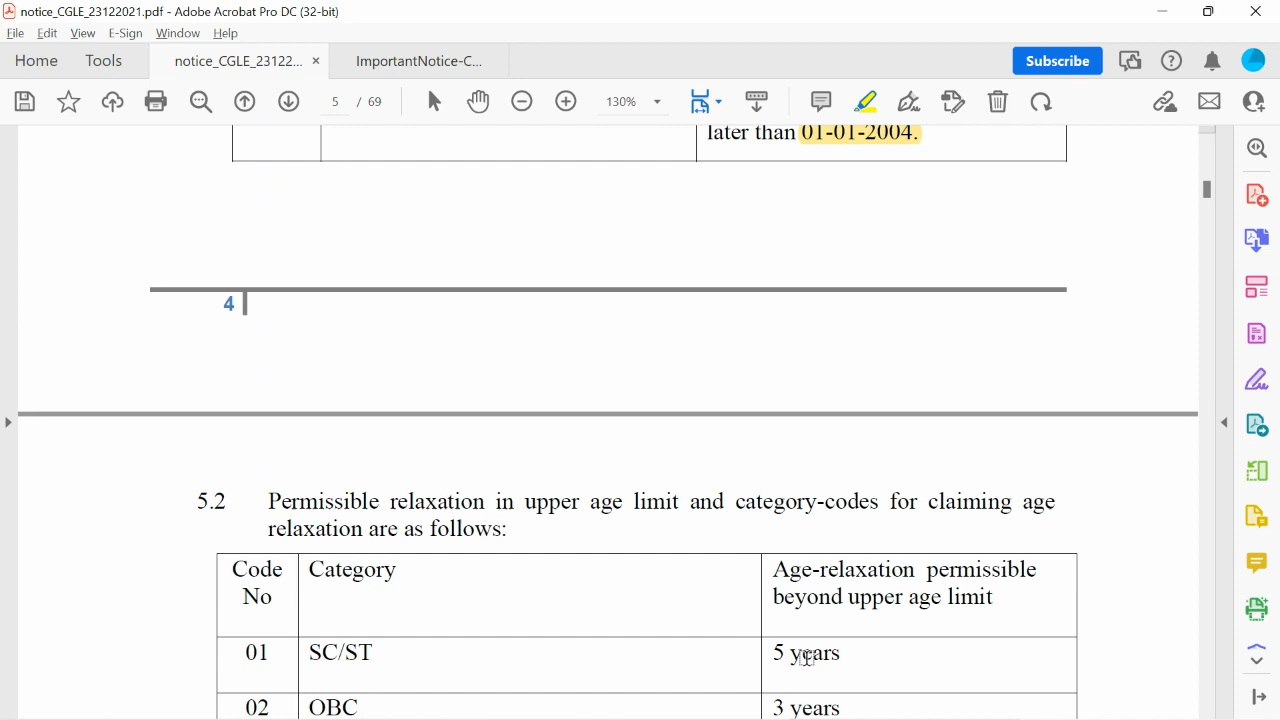 notice_CGLE_23122021.pdf - Adobe Acrobat Pro DC (32-bit)
File Edit View E-Sign Window Help
Home Tools notice_CGLE_23122... × ImportantNotice-C... Subscribe
5 / 69 130%
later than 01-01-2004.
4
5.2 Permissible relaxation in upper age limit and category-codes for claiming age
relaxation are as follows:
Code Category Age-relaxation permissible
No beyond upper age limit
01 SC/ST 5 years
02 OBC 3 years